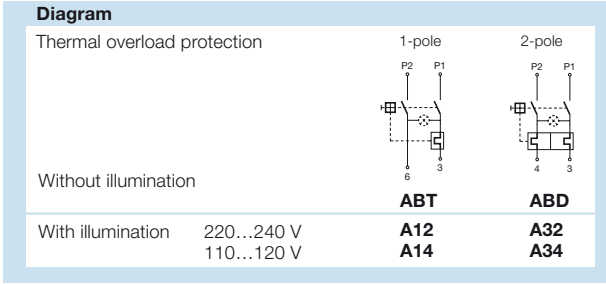 Diagram
Thermal overload protection 1-pole 2-pole
P2 P1 P2 P1
6 3 4 3
Without illumination
ABT ABD
With illumination 220...240 V A12 A32
110...120 V A14 A34